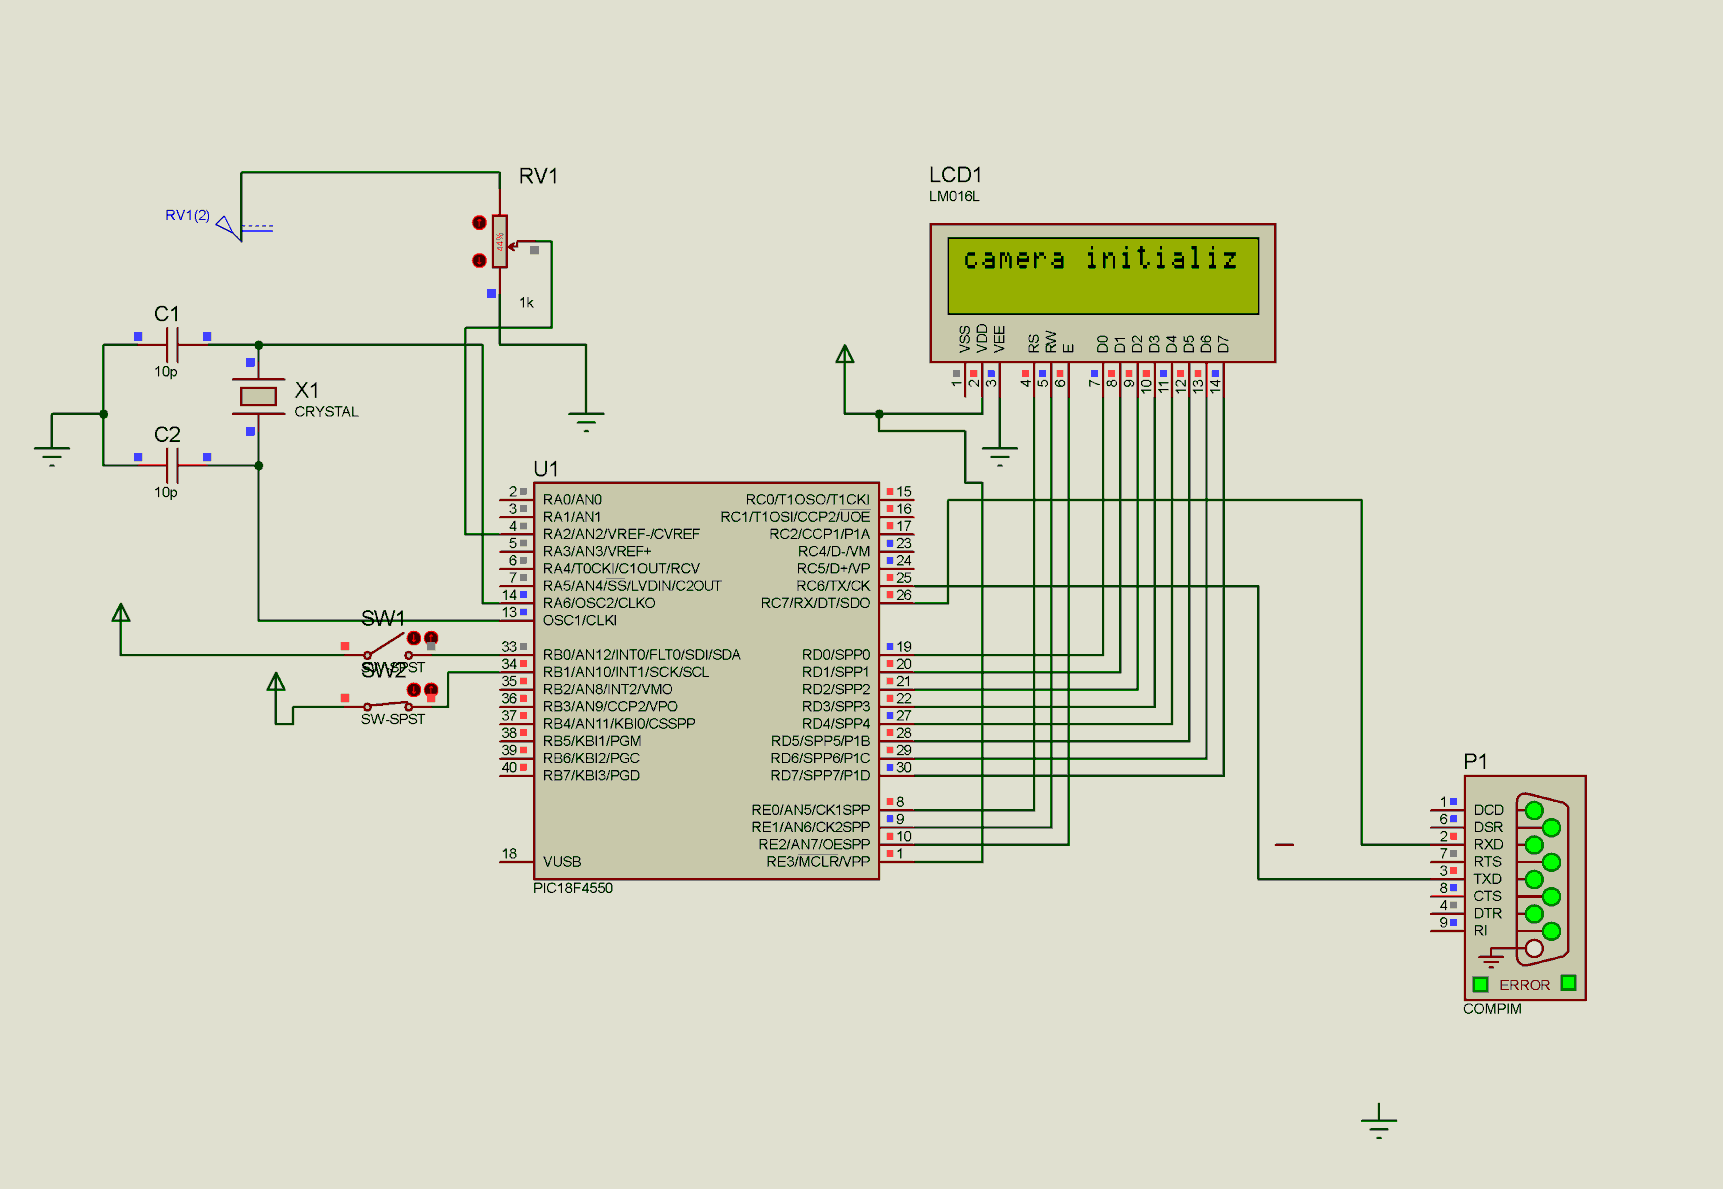 RV1
RV1(2)
44%
1k
C1
10p
X1
CRYSTAL
C2
10p
LCD1
LM016L
camera initializ
VSS
VDD
VEE
RS
RW
E
D0
D1
D2
D3
D4
D5
D6
D7
1
2
3
4
5
6
7
8
9
10
11
12
13
14
U1
2 RA0/AN0
3 RA1/AN1
4 RA2/AN2/VREF-/CVREF
5 RA3/AN3/VREF+
6 RA4/T0CKI/C1OUT/RCV
7 RA5/AN4/SS/LVDIN/C2OUT
14 RA6/OSC2/CLKO
13 OSC1/CLKI
33 RB0/AN12/INT0/FLT0/SDI/SDA
34 RB1/AN10/INT1/SCK/SCL
35 RB2/AN8/INT2/VMO
36 RB3/AN9/CCP2/VPO
37 RB4/AN11/KBI0/CSSPP
38 RB5/KBI1/PGM
39 RB6/KBI2/PGC
40 RB7/KBI3/PGD
18 VUSB
RC0/T1OSO/T1CKI 15
RC1/T1OSI/CCP2/UOE 16
RC2/CCP1/P1A 17
RC4/D-/VM 23
RC5/D+/VP 24
RC6/TX/CK 25
RC7/RX/DT/SDO 26
RD0/SPP0 19
RD1/SPP1 20
RD2/SPP2 21
RD3/SPP3 22
RD4/SPP4 27
RD5/SPP5/P1B 28
RD6/SPP6/P1C 29
RD7/SPP7/P1D 30
RE0/AN5/CK1SPP 8
RE1/AN6/CK2SPP 9
RE2/AN7/OESPP 10
RE3/MCLR/VPP 1
PIC18F4550
SW1
SW-SPST
SW2
SW-SPST
P1
1 DCD
6 DSR
2 RXD
7 RTS
3 TXD
8 CTS
4 DTR
9 RI
ERROR
COMPIM